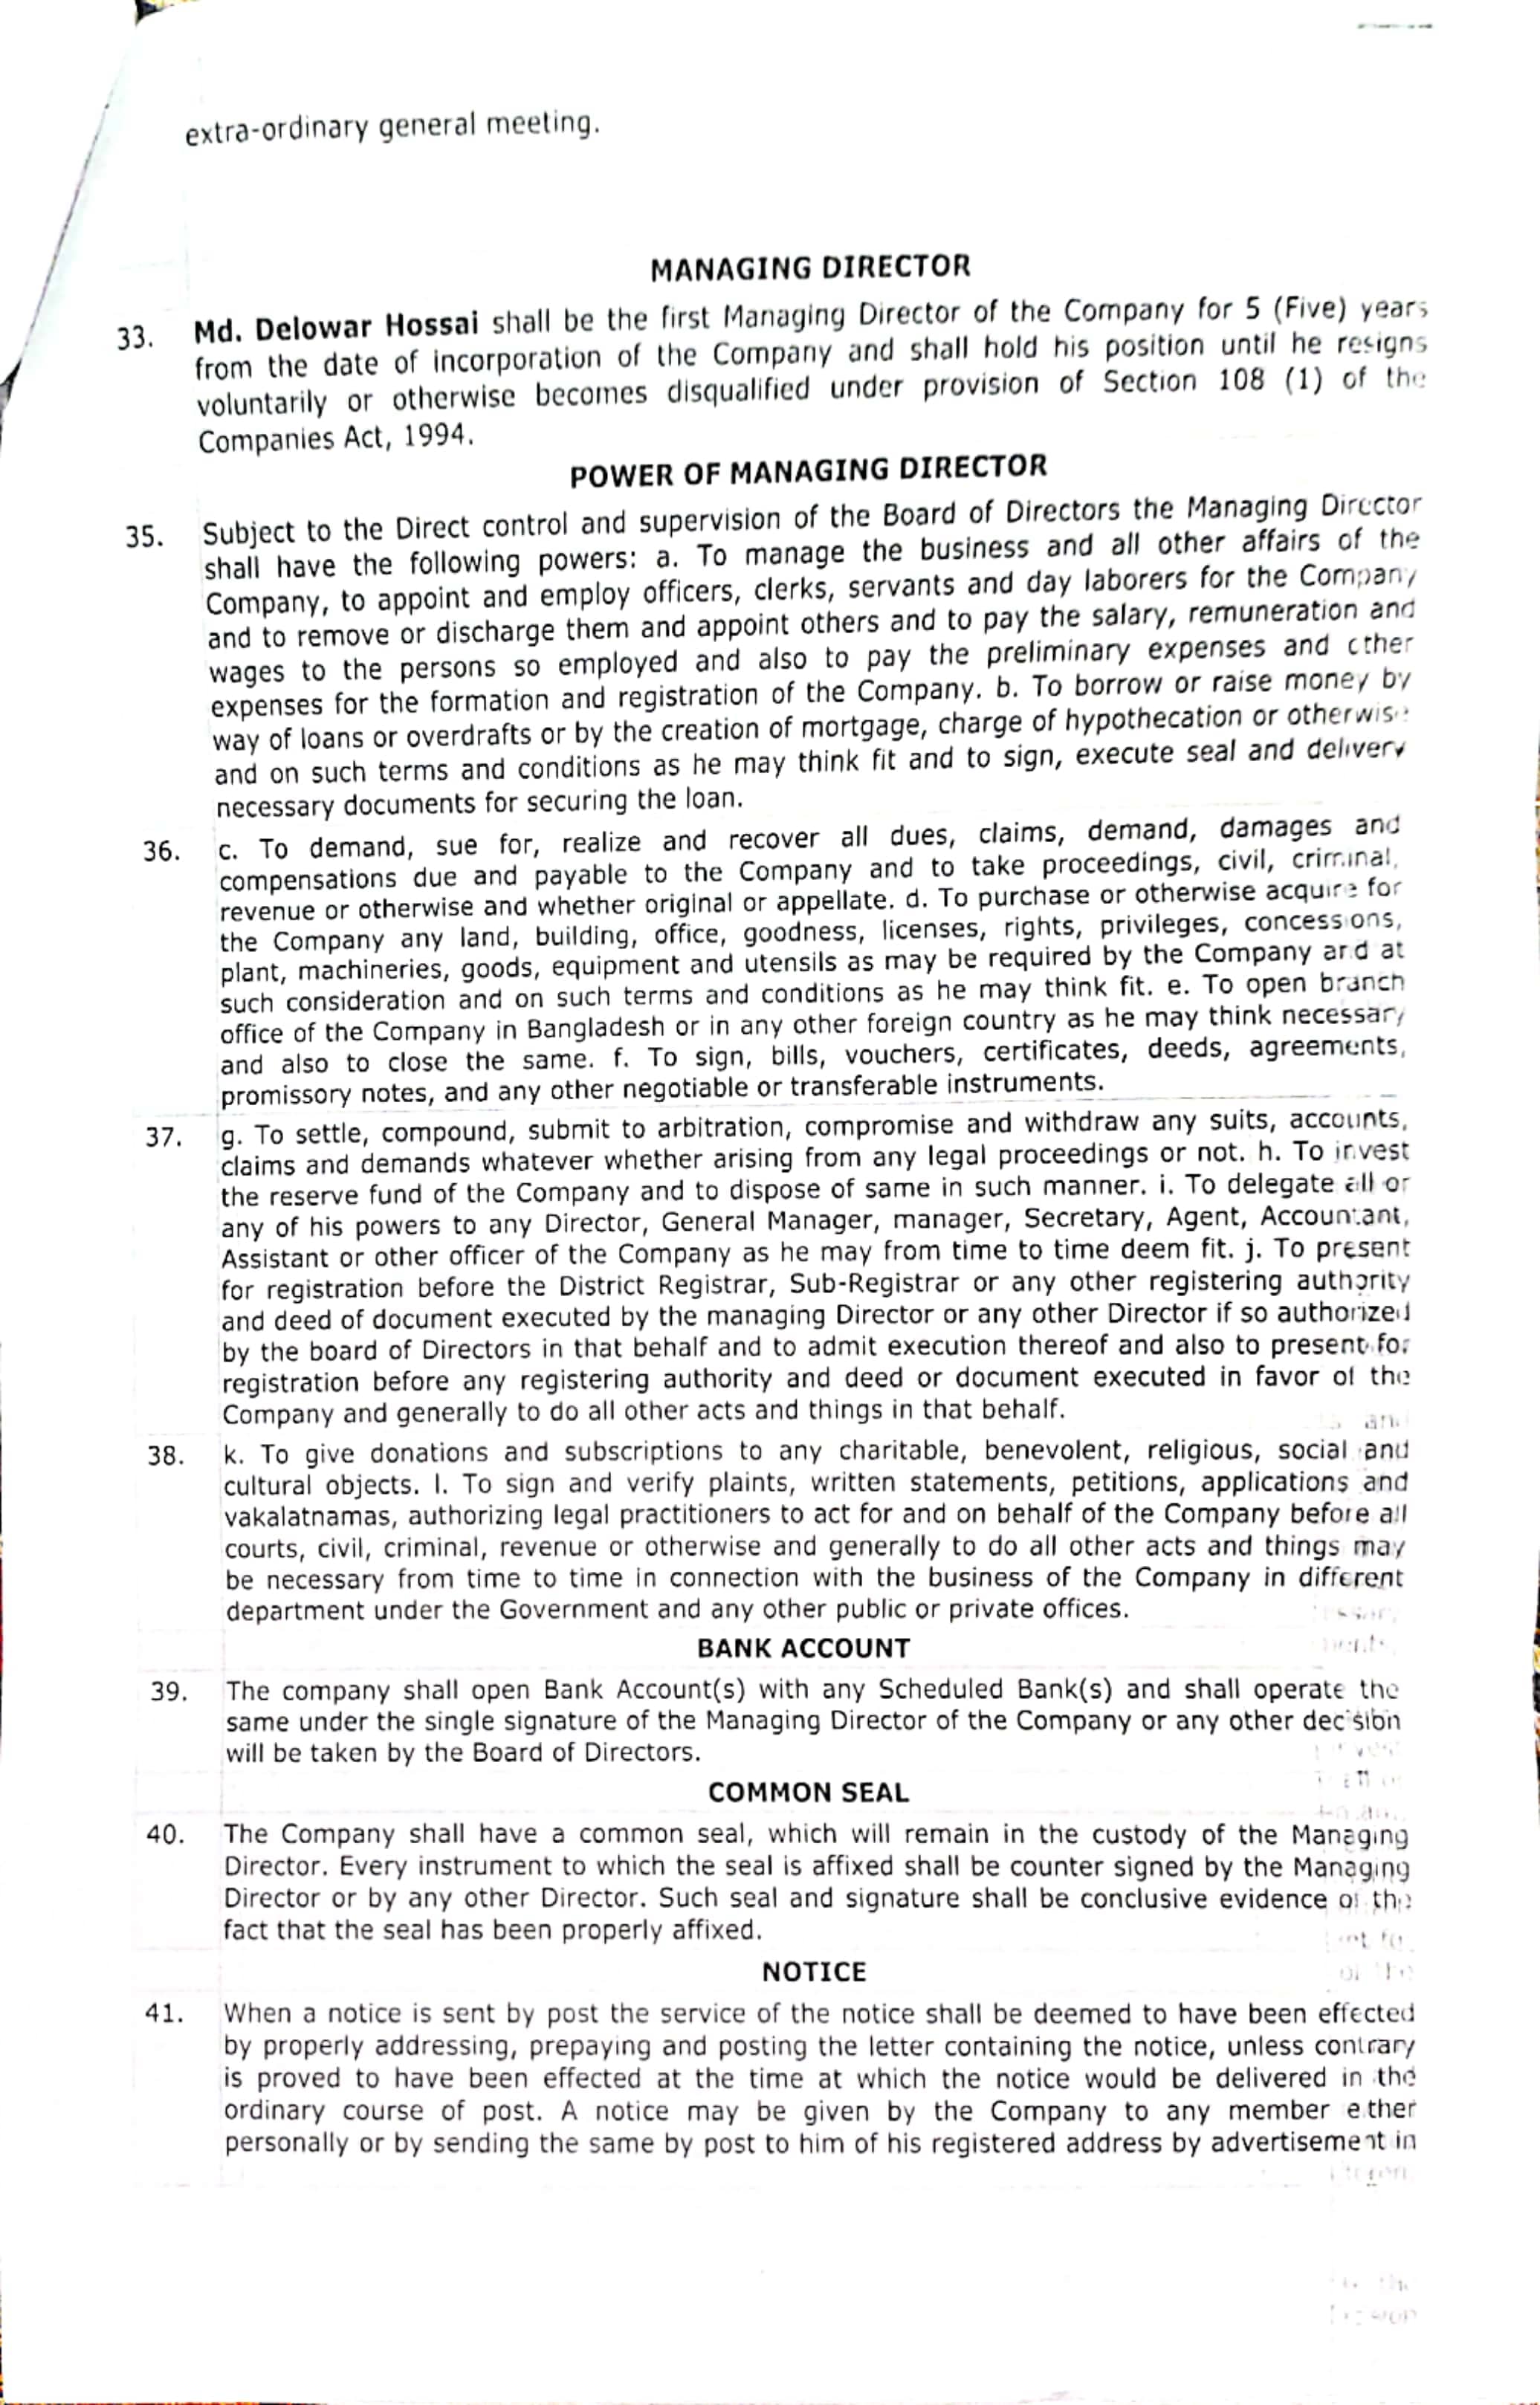 extra-ordinary general meeting.
MANAGING DIRECTOR
33. Md. Delowar Hossai shall be the first Managing Director of the Company for 5 (Five) years
from the date of incorporation of the Company and shall hold his position until he resigns
voluntarily or otherwise becomes disqualified under provision of Section 108 (1) of the
Companies Act, 1994.
POWER OF MANAGING DIRECTOR
35. Subject to the Direct control and supervision of the Board of Directors the Managing Director
shall have the following powers: a. To manage the business and all other affairs of the
Company, to appoint and employ officers, clerks, servants and day laborers for the Company
and to remove or discharge them and appoint others and to pay the salary, remuneration and
wages to the persons so employed and also to pay the preliminary expenses and other
expenses for the formation and registration of the Company. b. To borrow or raise money by
way of loans or overdrafts or by the creation of mortgage, charge of hypothecation or otherwise
and on such terms and conditions as he may think fit and to sign, execute seal and delivery
necessary documents for securing the loan.
36. c. To demand, sue for, realize and recover all dues, claims, demand, damages and
compensations due and payable to the Company and to take proceedings, civil, criminal,
revenue or otherwise and whether original or appellate. d. To purchase or otherwise acquire for
the Company any land, building, office, goodness, licenses, rights, privileges, concessions,
plant, machineries, goods, equipment and utensils as may be required by the Company and at
such consideration and on such terms and conditions as he may think fit. e. To open branch
office of the Company in Bangladesh or in any other foreign country as he may think necessary
and also to close the same. f. To sign, bills, vouchers, certificates, deeds, agreements,
promissory notes, and any other negotiable or transferable instruments.
37. g. To settle, compound, submit to arbitration, compromise and withdraw any suits, accounts,
claims and demands whatever whether arising from any legal proceedings or not. h. To invest
the reserve fund of the Company and to dispose of same in such manner. i. To delegate all or
any of his powers to any Director, General Manager, manager, Secretary, Agent, Accountant,
Assistant or other officer of the Company as he may from time to time deem fit. j. To present
for registration before the District Registrar, Sub-Registrar or any other registering authority
and deed of document executed by the managing Director or any other Director if so authorized
by the board of Directors in that behalf and to admit execution thereof and also to present for
registration before any registering authority and deed or document executed in favor of the
Company and generally to do all other acts and things in that behalf.
38. k. To give donations and subscriptions to any charitable, benevolent, religious, social and
cultural objects. l. To sign and verify plaints, written statements, petitions, applications and
vakalatnamas, authorizing legal practitioners to act for and on behalf of the Company before all
courts, civil, criminal, revenue or otherwise and generally to do all other acts and things may
be necessary from time to time in connection with the business of the Company in different
department under the Government and any other public or private offices.
BANK ACCOUNT
39. The company shall open Bank Account(s) with any Scheduled Bank(s) and shall operate the
same under the single signature of the Managing Director of the Company or any other decision
will be taken by the Board of Directors.
COMMON SEAL
40. The Company shall have a common seal, which will remain in the custody of the Managing
Director. Every instrument to which the seal is affixed shall be counter signed by the Managing
Director or by any other Director. Such seal and signature shall be conclusive evidence of the
fact that the seal has been properly affixed.
NOTICE
41. When a notice is sent by post the service of the notice shall be deemed to have been effected
by properly addressing, prepaying and posting the letter containing the notice, unless contrary
is proved to have been effected at the time at which the notice would be delivered in the
ordinary course of post. A notice may be given by the Company to any member either
personally or by sending the same by post to him of his registered address by advertisement in